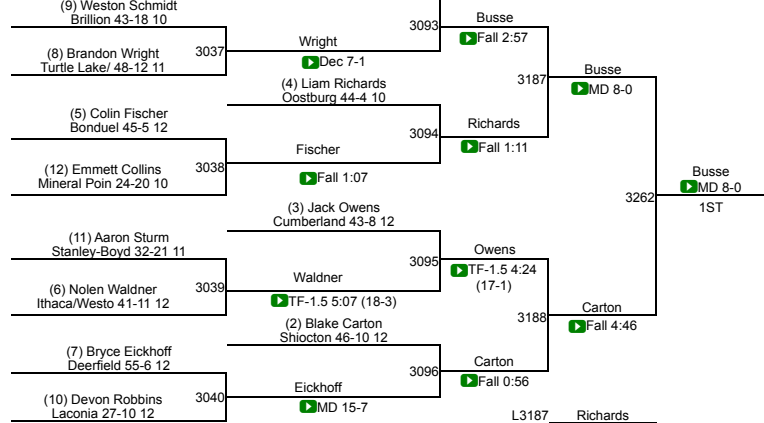 (9) Weston Schmidt
Brillion 43-18 10
3037
(8) Brandon Wright
Turtle Lake/ 48-12 11
Wright
Dec 7-1
3093
Busse
Fall 2:57
(4) Liam Richards
Oostburg 44-4 10
(5) Colin Fischer
Bonduel 45-5 12
3038
(12) Emmett Collins
Mineral Poin 24-20 10
Fischer
Fall 1:07
3094
Richards
Fall 1:11
3187
Busse
MD 8-0
(3) Jack Owens
Cumberland 43-8 12
(11) Aaron Sturm
Stanley-Boyd 32-21 11
3039
(6) Nolen Waldner
Ithaca/Westo 41-11 12
Waldner
TF-1.5 5:07 (18-3)
3095
Owens
TF-1.5 4:24
(17-1)
(2) Blake Carton
Shiocton 46-10 12
(7) Bryce Eickhoff
Deerfield 55-6 12
3040
(10) Devon Robbins
Laconia 27-10 12
Eickhoff
MD 15-7
3096
Carton
Fall 0:56
3188
Carton
Fall 4:46
3262
Busse
MD 8-0
1ST
L3187 Richards